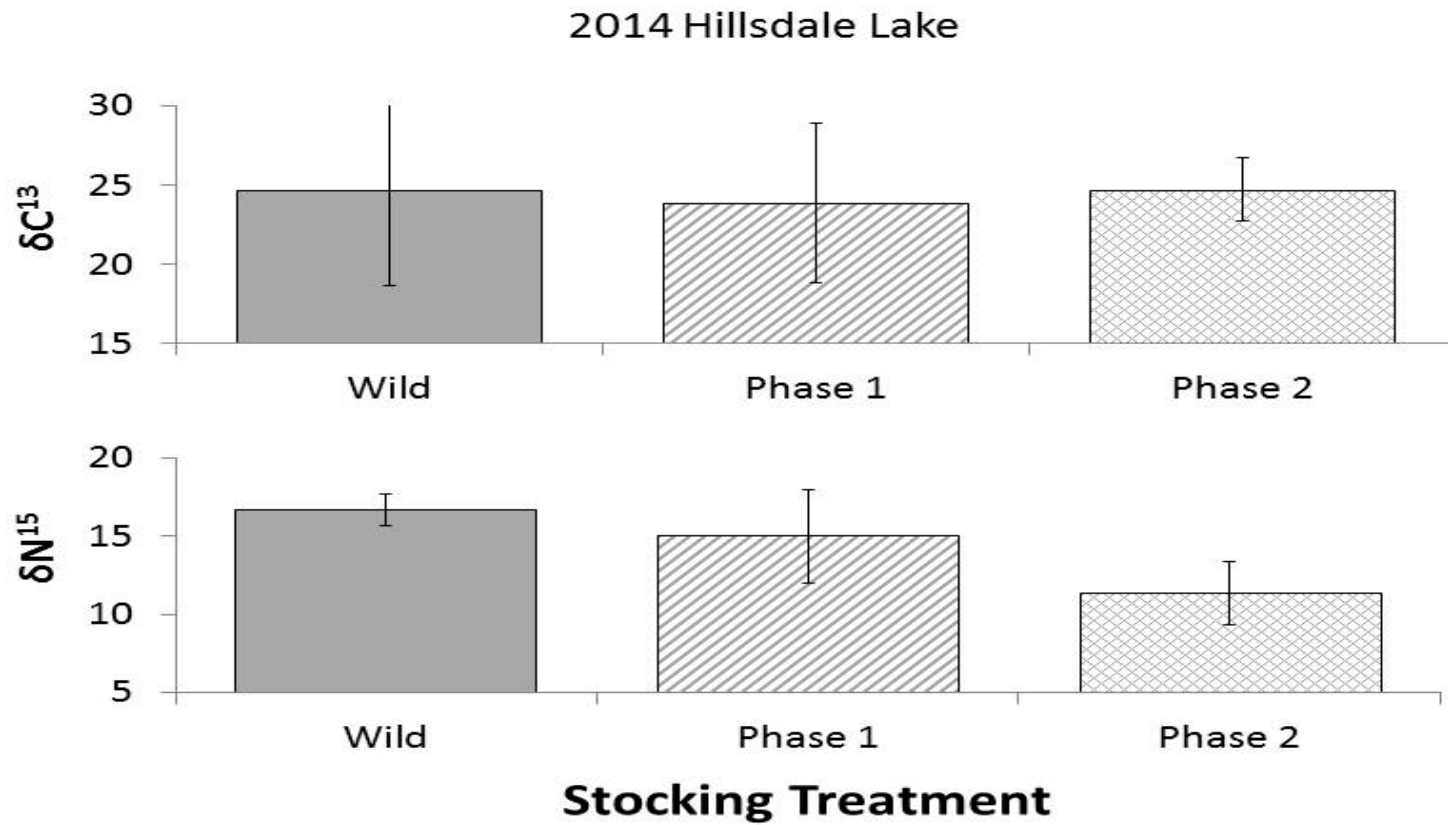 2014 Hillsdale Lake
30
25
20
15
δC¹³
Wild Phase 1 Phase 2
20
15
10
5
δN¹⁵
Wild Phase 1 Phase 2
Stocking Treatment